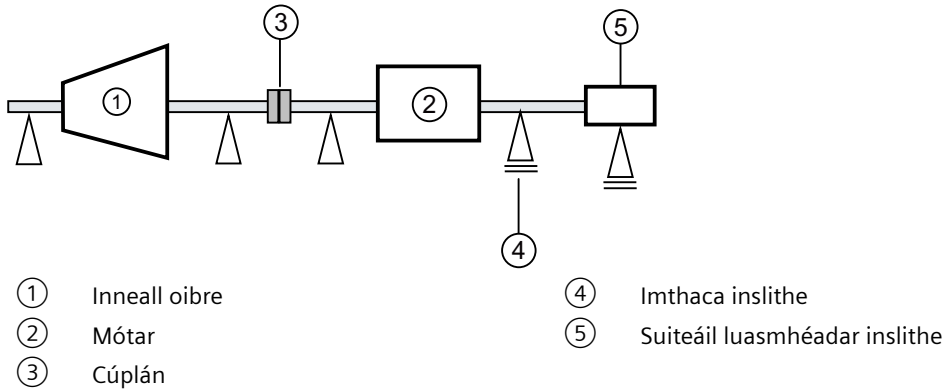 ③
⑤
①
②
④
① Inneall oibre
② Mótar
③ Cúplán
④ Imthaca inslithe
⑤ Suiteáil luasmhéadar inslithe